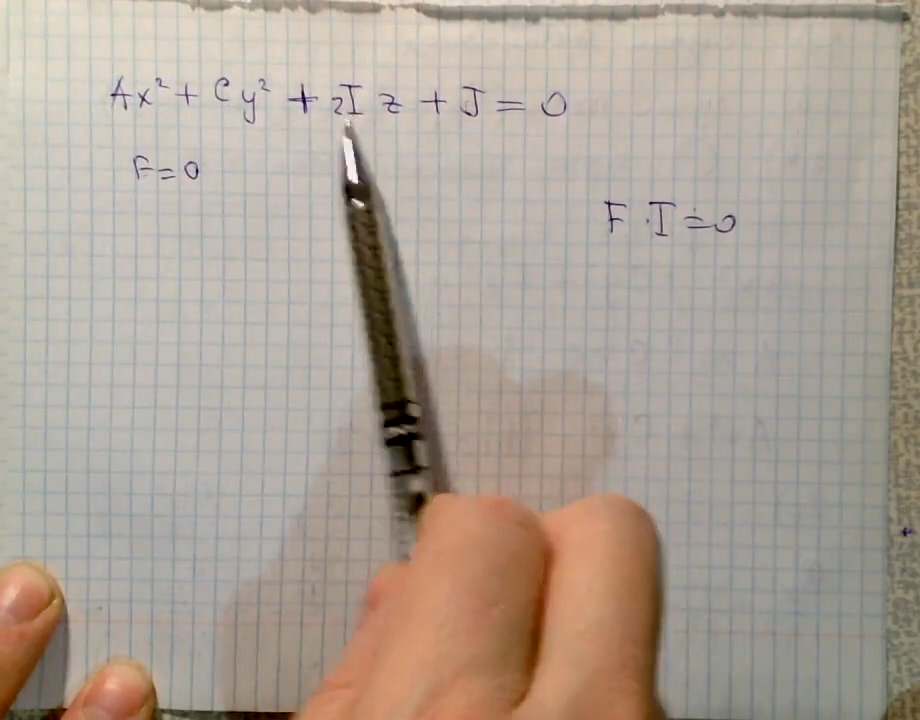 Ax² + Cy² + 2I z + J = 0
F = 0
F · I = 0